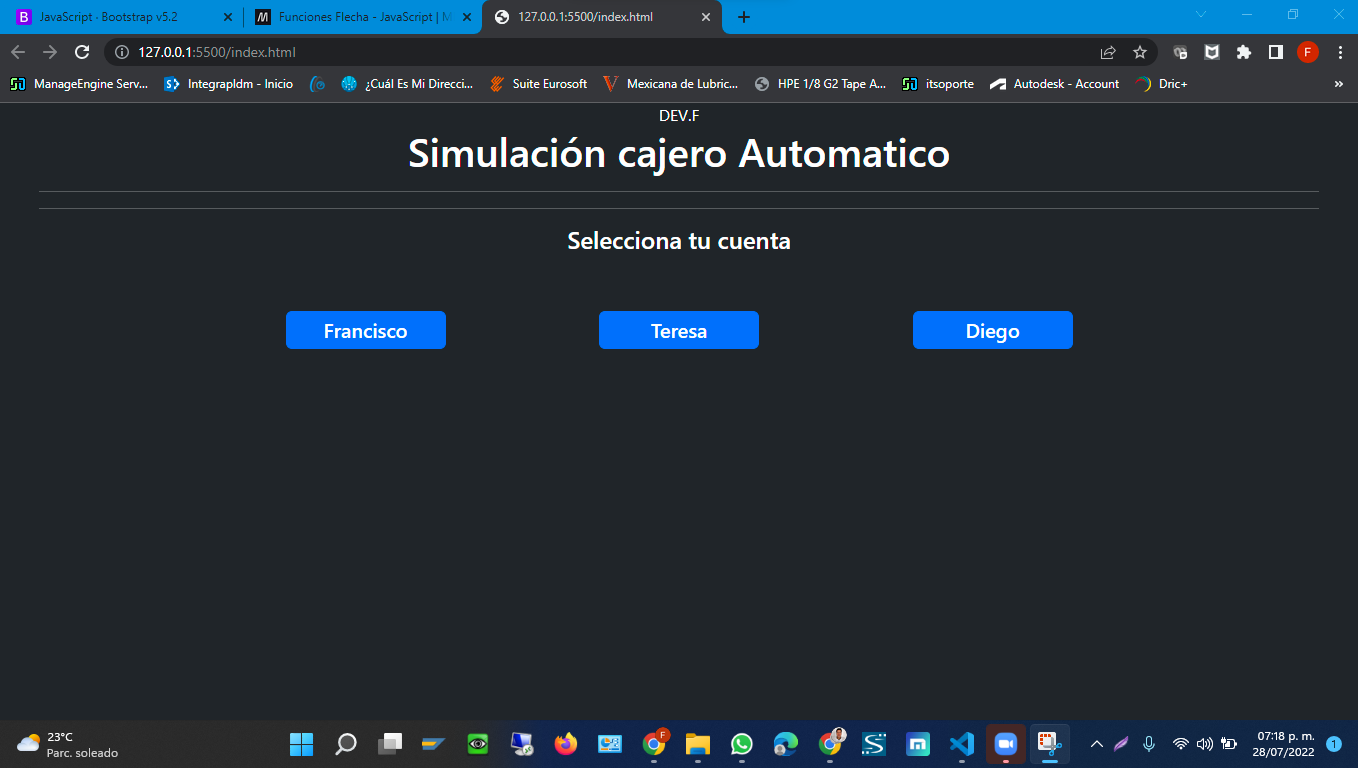 JavaScript · Bootstrap v5.2
Funciones Flecha - JavaScript | M
127.0.0.1:5500/index.html
127.0.0.1:5500/index.html
F
ManageEngine Serv...
Integrapldm - Inicio
¿Cuál Es Mi Direcci...
Suite Eurosoft
Mexicana de Lubric...
HPE 1/8 G2 Tape A...
itsoporte
Autodesk - Account
Dric+
»
DEV.F
Simulación cajero Automatico
Selecciona tu cuenta
Francisco
Teresa
Diego
23°C
Parc. soleado
07:18 p. m.
28/07/2022
1